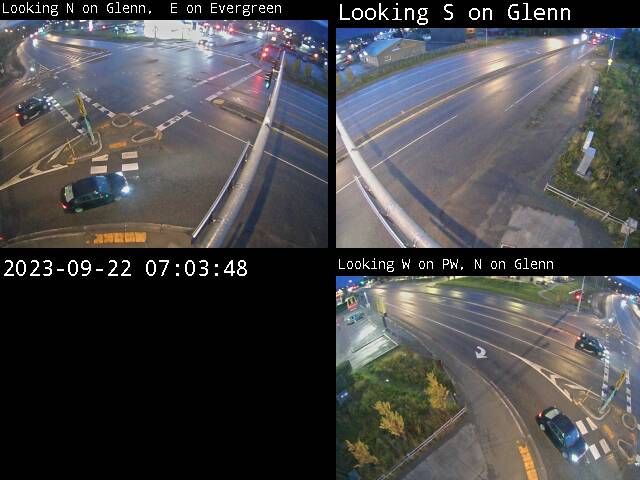 Looking N on Glenn,  E on Evergreen
Looking S on Glenn
2023-09-22 07:03:48
Looking W on PW, N on Glenn